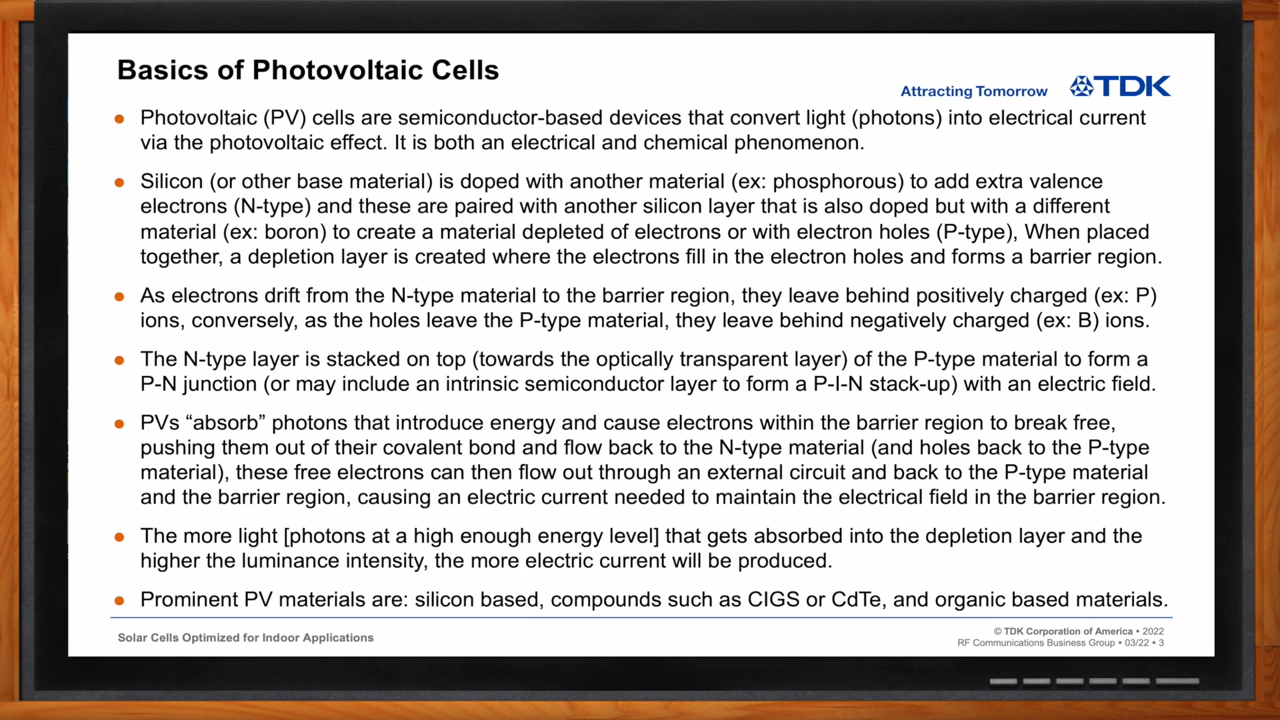 Basics of Photovoltaic Cells
Attracting Tomorrow TDK
● Photovoltaic (PV) cells are semiconductor-based devices that convert light (photons) into electrical current
via the photovoltaic effect. It is both an electrical and chemical phenomenon.
● Silicon (or other base material) is doped with another material (ex: phosphorous) to add extra valence
electrons (N-type) and these are paired with another silicon layer that is also doped but with a different
material (ex: boron) to create a material depleted of electrons or with electron holes (P-type), When placed
together, a depletion layer is created where the electrons fill in the electron holes and forms a barrier region.
● As electrons drift from the N-type material to the barrier region, they leave behind positively charged (ex: P)
ions, conversely, as the holes leave the P-type material, they leave behind negatively charged (ex: B) ions.
● The N-type layer is stacked on top (towards the optically transparent layer) of the P-type material to form a
P-N junction (or may include an intrinsic semiconductor layer to form a P-I-N stack-up) with an electric field.
● PVs “absorb” photons that introduce energy and cause electrons within the barrier region to break free,
pushing them out of their covalent bond and flow back to the N-type material (and holes back to the P-type
material), these free electrons can then flow out through an external circuit and back to the P-type material
and the barrier region, causing an electric current needed to maintain the electrical field in the barrier region.
● The more light [photons at a high enough energy level] that gets absorbed into the depletion layer and the
higher the luminance intensity, the more electric current will be produced.
● Prominent PV materials are: silicon based, compounds such as CIGS or CdTe, and organic based materials.
Solar Cells Optimized for Indoor Applications
© TDK Corporation of America • 2022
RF Communications Business Group • 03/22 • 3